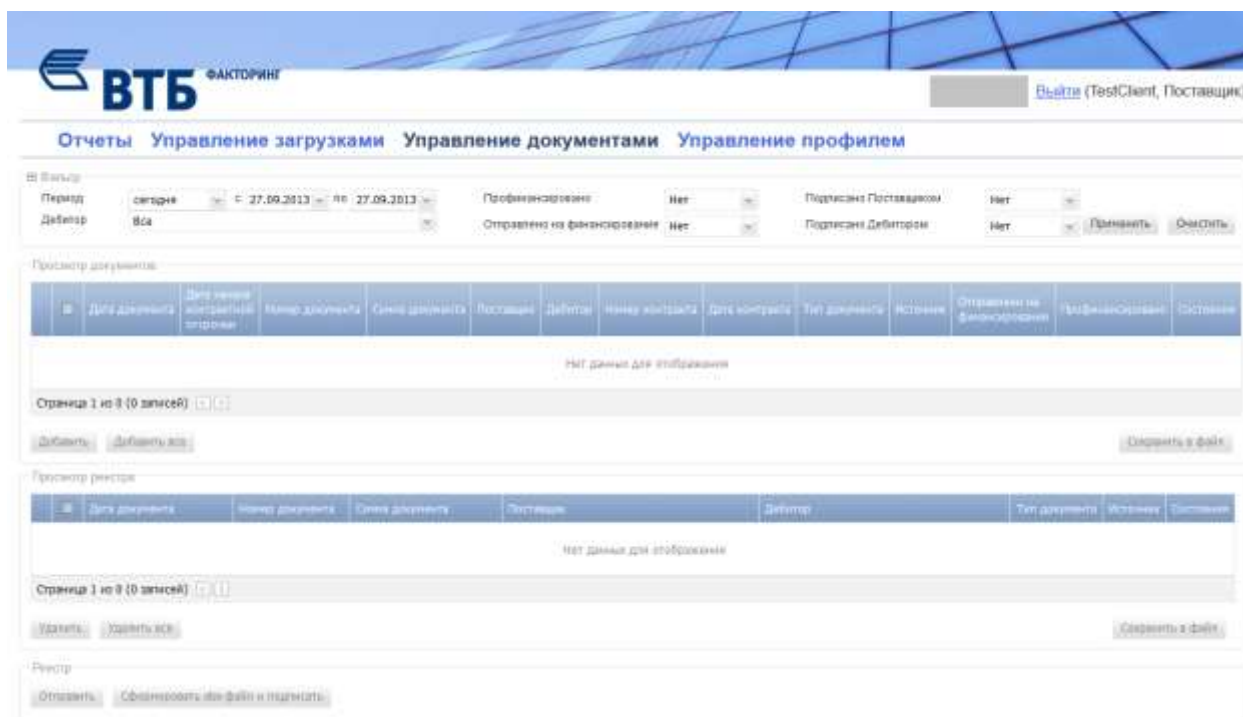 ВТБ ФАКТОРИНГ
Выйти (TestClient, Поставщик)
Отчеты Управление загрузками Управление документами Управление профилем
Фильтр
Период сегодня с 27.09.2013 по 27.09.2013 Профинансировано Нет Подписано Поставщиком Нет
Дебитор Все Отправлено на финансирование Нет Подписано Дебитором Нет Применить Очистить
Просмотр документов
Дата документа Дата начала контрактной отсрочки Номер документа Сумма документа Поставщик Дебитор Номер контракта Дата контракта Тип документа Источник Отправлено на финансирование Профинансировано Состояние
Нет данных для отображения
Страница 1 из 0 (0 записей)
Добавить Добавить все Сохранить в файл
Просмотр реестра
Дата документа Номер документа Сумма документа Поставщик Дебитор Тип документа Источник Состояние
Нет данных для отображения
Страница 1 из 0 (0 записей)
Удалить Удалить все Сохранить в файл
Реестр
Отправить Сформировать файл и подписать